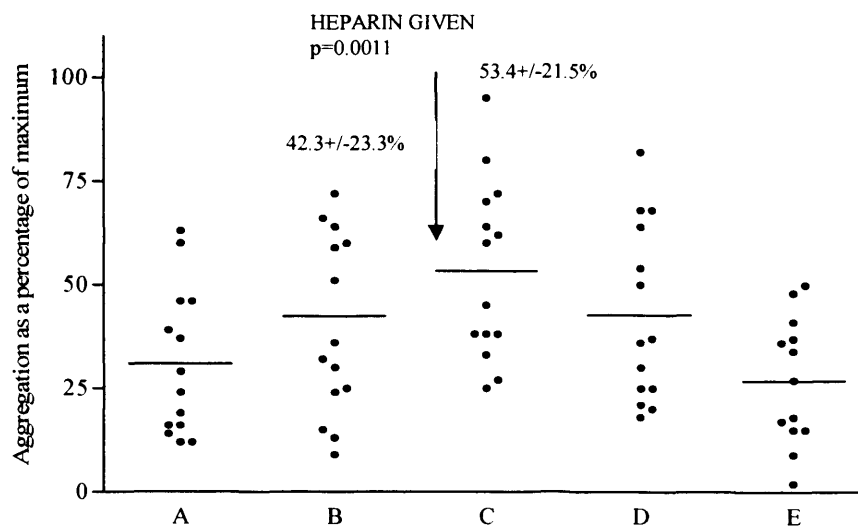 HEPARIN GIVEN
p=0.0011
53.4+/-21.5%
42.3+/-23.3%
Aggregation as a percentage of maximum
100
75
50
25
0
A B C D E